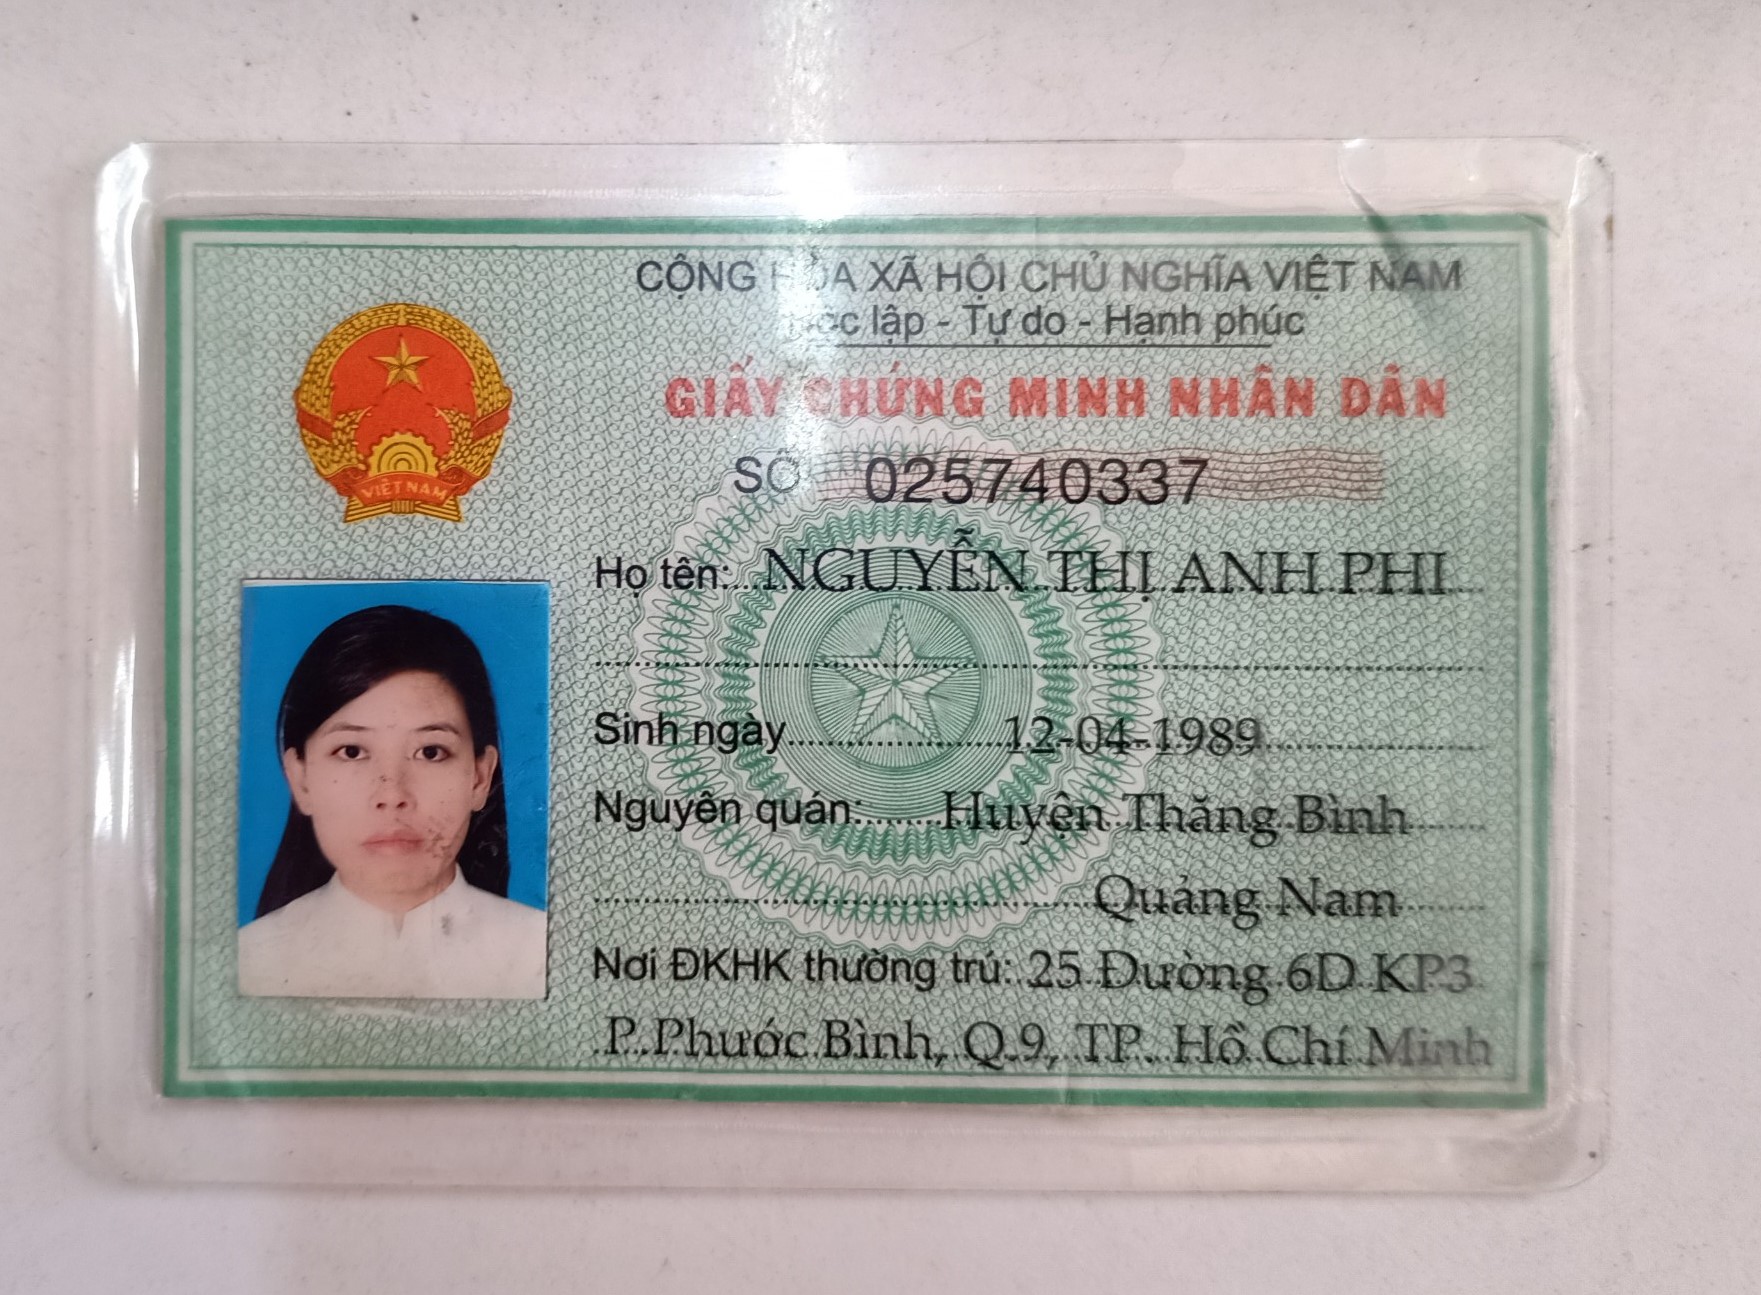 CỘNG HÒA XÃ HỘI CHỦ NGHĨA VIỆT NAM
lập - Tự do - Hạnh phúc
GIẤY CHỨNG MINH NHÂN DÂN
SỐ 025740337
VIỆT NAM
Họ tên: NGUYỄN THỊ ANH PHI
Sinh ngày 12-04-1989
Nguyên quán: Huyện Thăng Bình
Quảng Nam
Nơi ĐKHK thường trú: 25 Đường 6D KP3
P.Phước Bình, Q.9, TP. Hồ Chí Minh